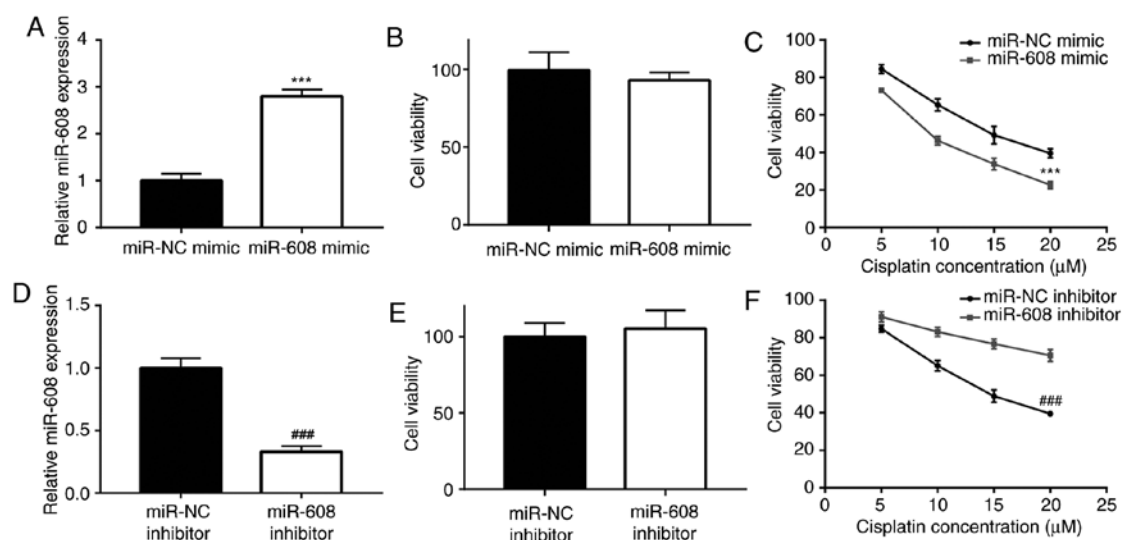 A
Relative miR-608 expression
4
3
2
1
0
***
miR-NC mimic
miR-608 mimic
B
Cell viability
100
50
0
miR-NC mimic
miR-608 mimic
C
Cell viability
100
80
60
40
20
0
miR-NC mimic
miR-608 mimic
***
0
5
10
15
20
25
Cisplatin concentration (μM)
D
Relative miR-608 expression
1.5
1.0
0.5
0.0
###
miR-NC
inhibitor
miR-608
inhibitor
E
Cell viability
100
50
0
miR-NC
inhibitor
miR-608
inhibitor
F
Cell viability
100
80
60
40
20
0
miR-NC inhibitor
miR-608 inhibitor
###
0
5
10
15
20
25
Cisplatin concentration (μM)